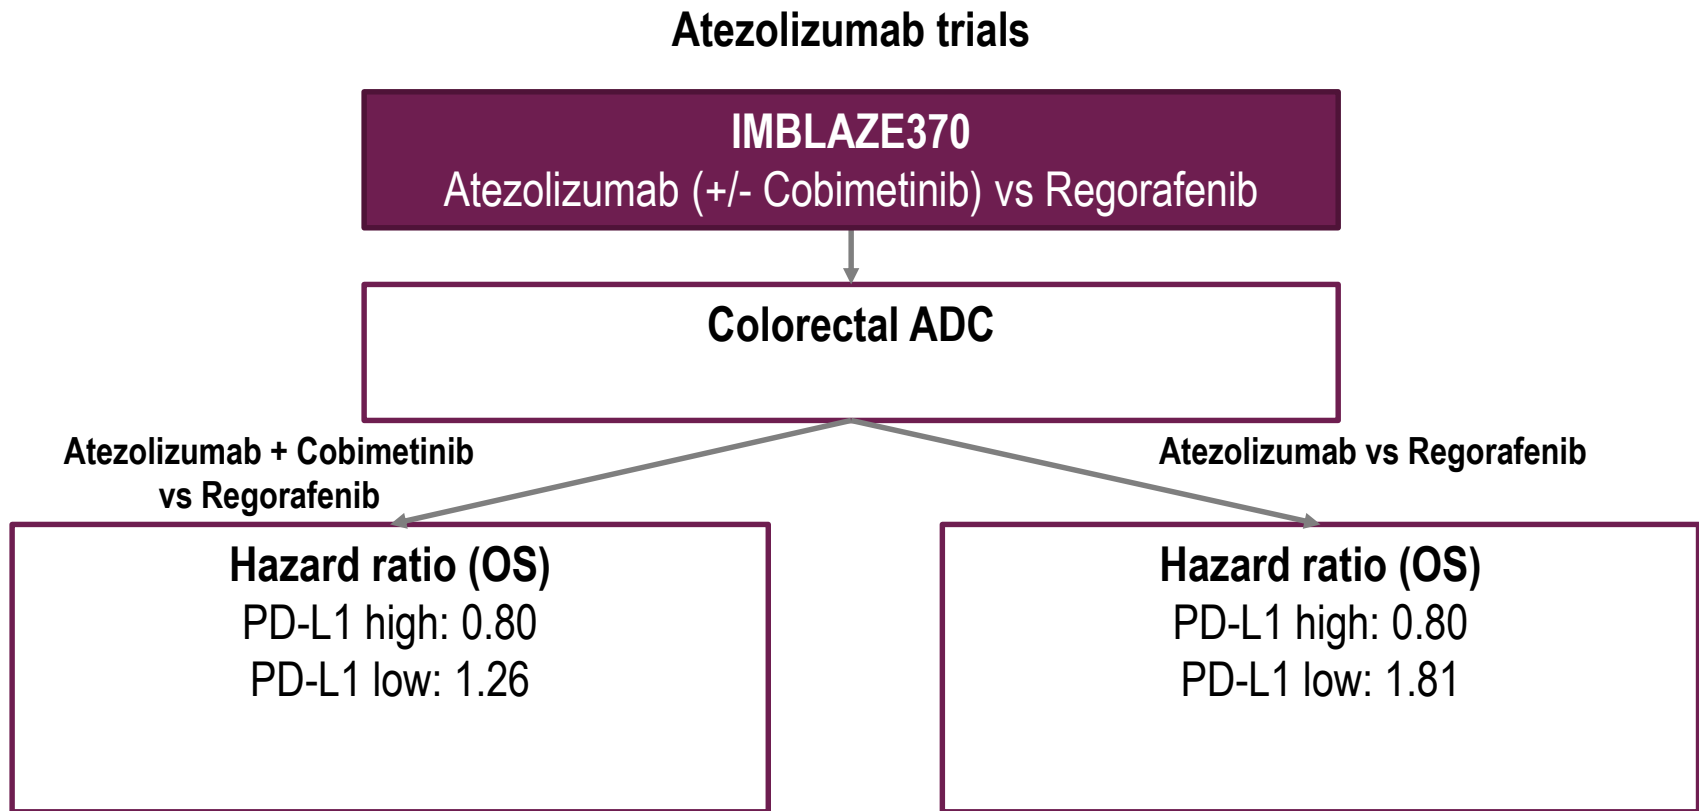 Atezolizumab trials
IMBLAZE370
Atezolizumab (+/- Cobimetinib) vs Regorafenib
Colorectal ADC
Atezolizumab + Cobimetinib
vs Regorafenib
Atezolizumab vs Regorafenib
Hazard ratio (OS)
PD-L1 high: 0.80
PD-L1 low: 1.26
Hazard ratio (OS)
PD-L1 high: 0.80
PD-L1 low: 1.81